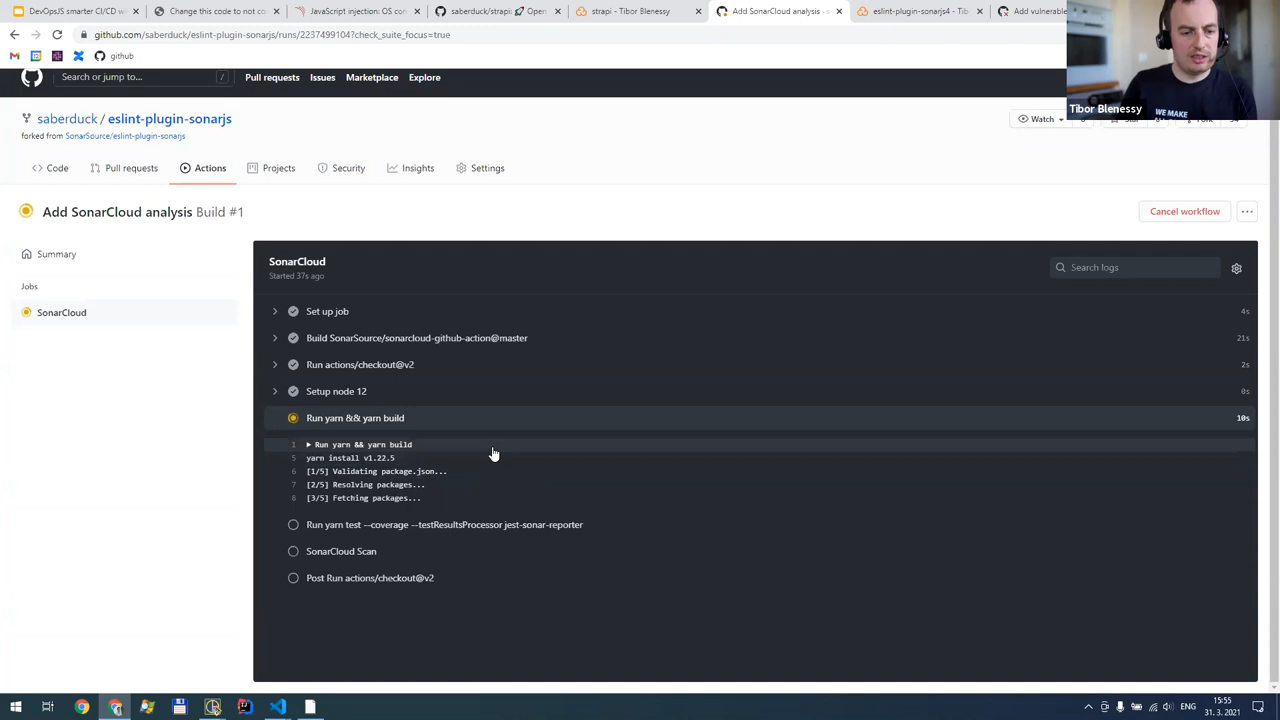 DevOpsJS smarter CI/CD w
Change this code to not co
JavaScript injection: OS con
saberduck/strapi: Open
strapi - Tibor Blenessy
Add SonarCloud analysis · s
eslint-plugin-sonarjs4 - Tib
Add vulnerable
github.com/saberduck/eslint-plugin-sonarjs/runs/2237499104?check_suite_focus=true
github
Search or jump to...
/
Pull requests
Issues
Marketplace
Explore
Tibor Blenessy
WE MAKE
saberduck / eslint-plugin-sonarjs
forked from SonarSource/eslint-plugin-sonarjs
Watch
Code
Pull requests
Actions
Projects
Security
Insights
Settings
Add SonarCloud analysis Build #1
Cancel workflow
Summary
Jobs
SonarCloud
SonarCloud
Started 37s ago
Search logs
Set up job
4s
Build SonarSource/sonarcloud-github-action@master
21s
Run actions/checkout@v2
2s
Setup node 12
0s
Run yarn && yarn build
10s
1 Run yarn && yarn build
5 yarn install v1.22.5
6 [1/5] Validating package.json...
7 [2/5] Resolving packages...
8 [3/5] Fetching packages...
Run yarn test --coverage --testResultsProcessor jest-sonar-reporter
SonarCloud Scan
Post Run actions/checkout@v2
ENG
15:55
31. 3. 2021